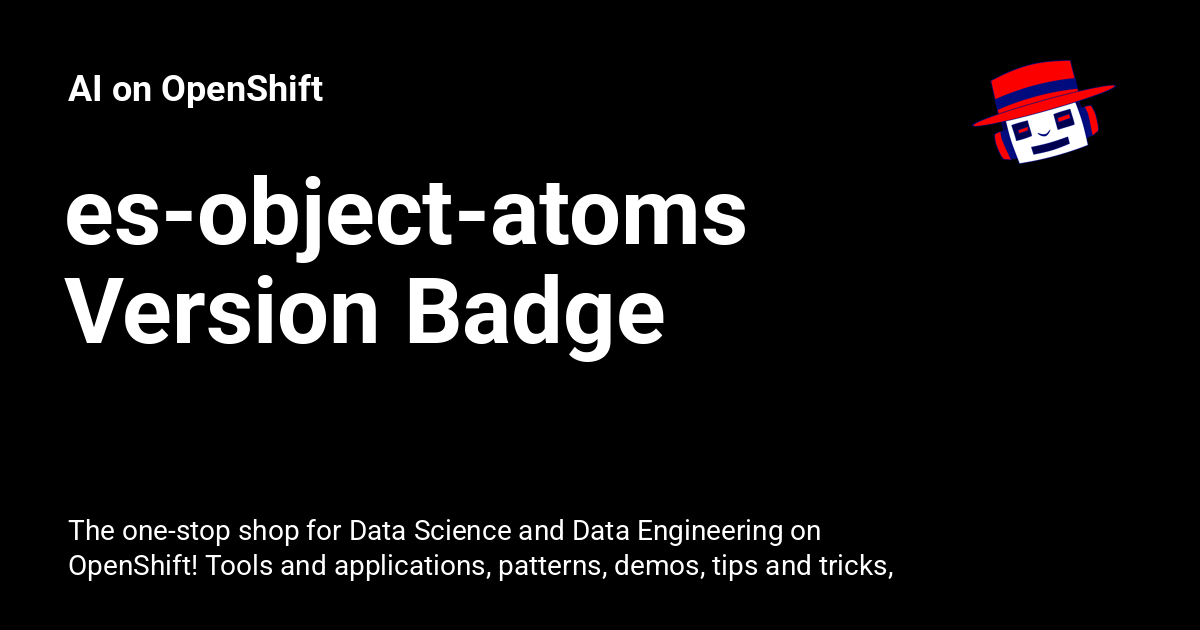 AI on OpenShift
es-object-atoms
Version Badge
The one-stop shop for Data Science and Data Engineering on
OpenShift! Tools and applications, patterns, demos, tips and tricks,